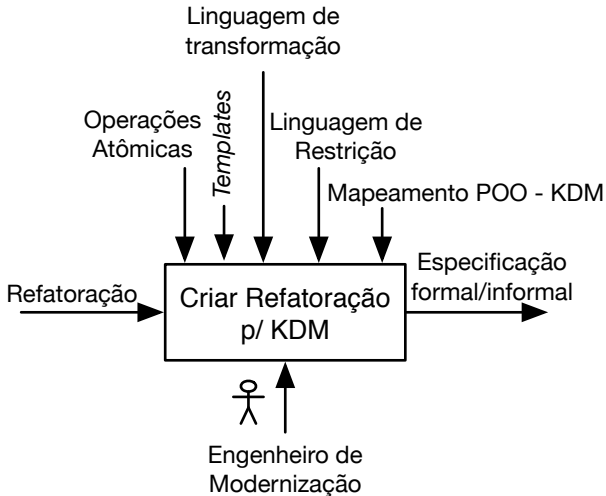 Linguagem de
transformação
Operações
Atômicas
Templates
Linguagem de
Restrição
Mapeamento POO - KDM
Refatoração
Criar Refatoração
p/ KDM
Especificação
formal/informal
Engenheiro de
Modernização